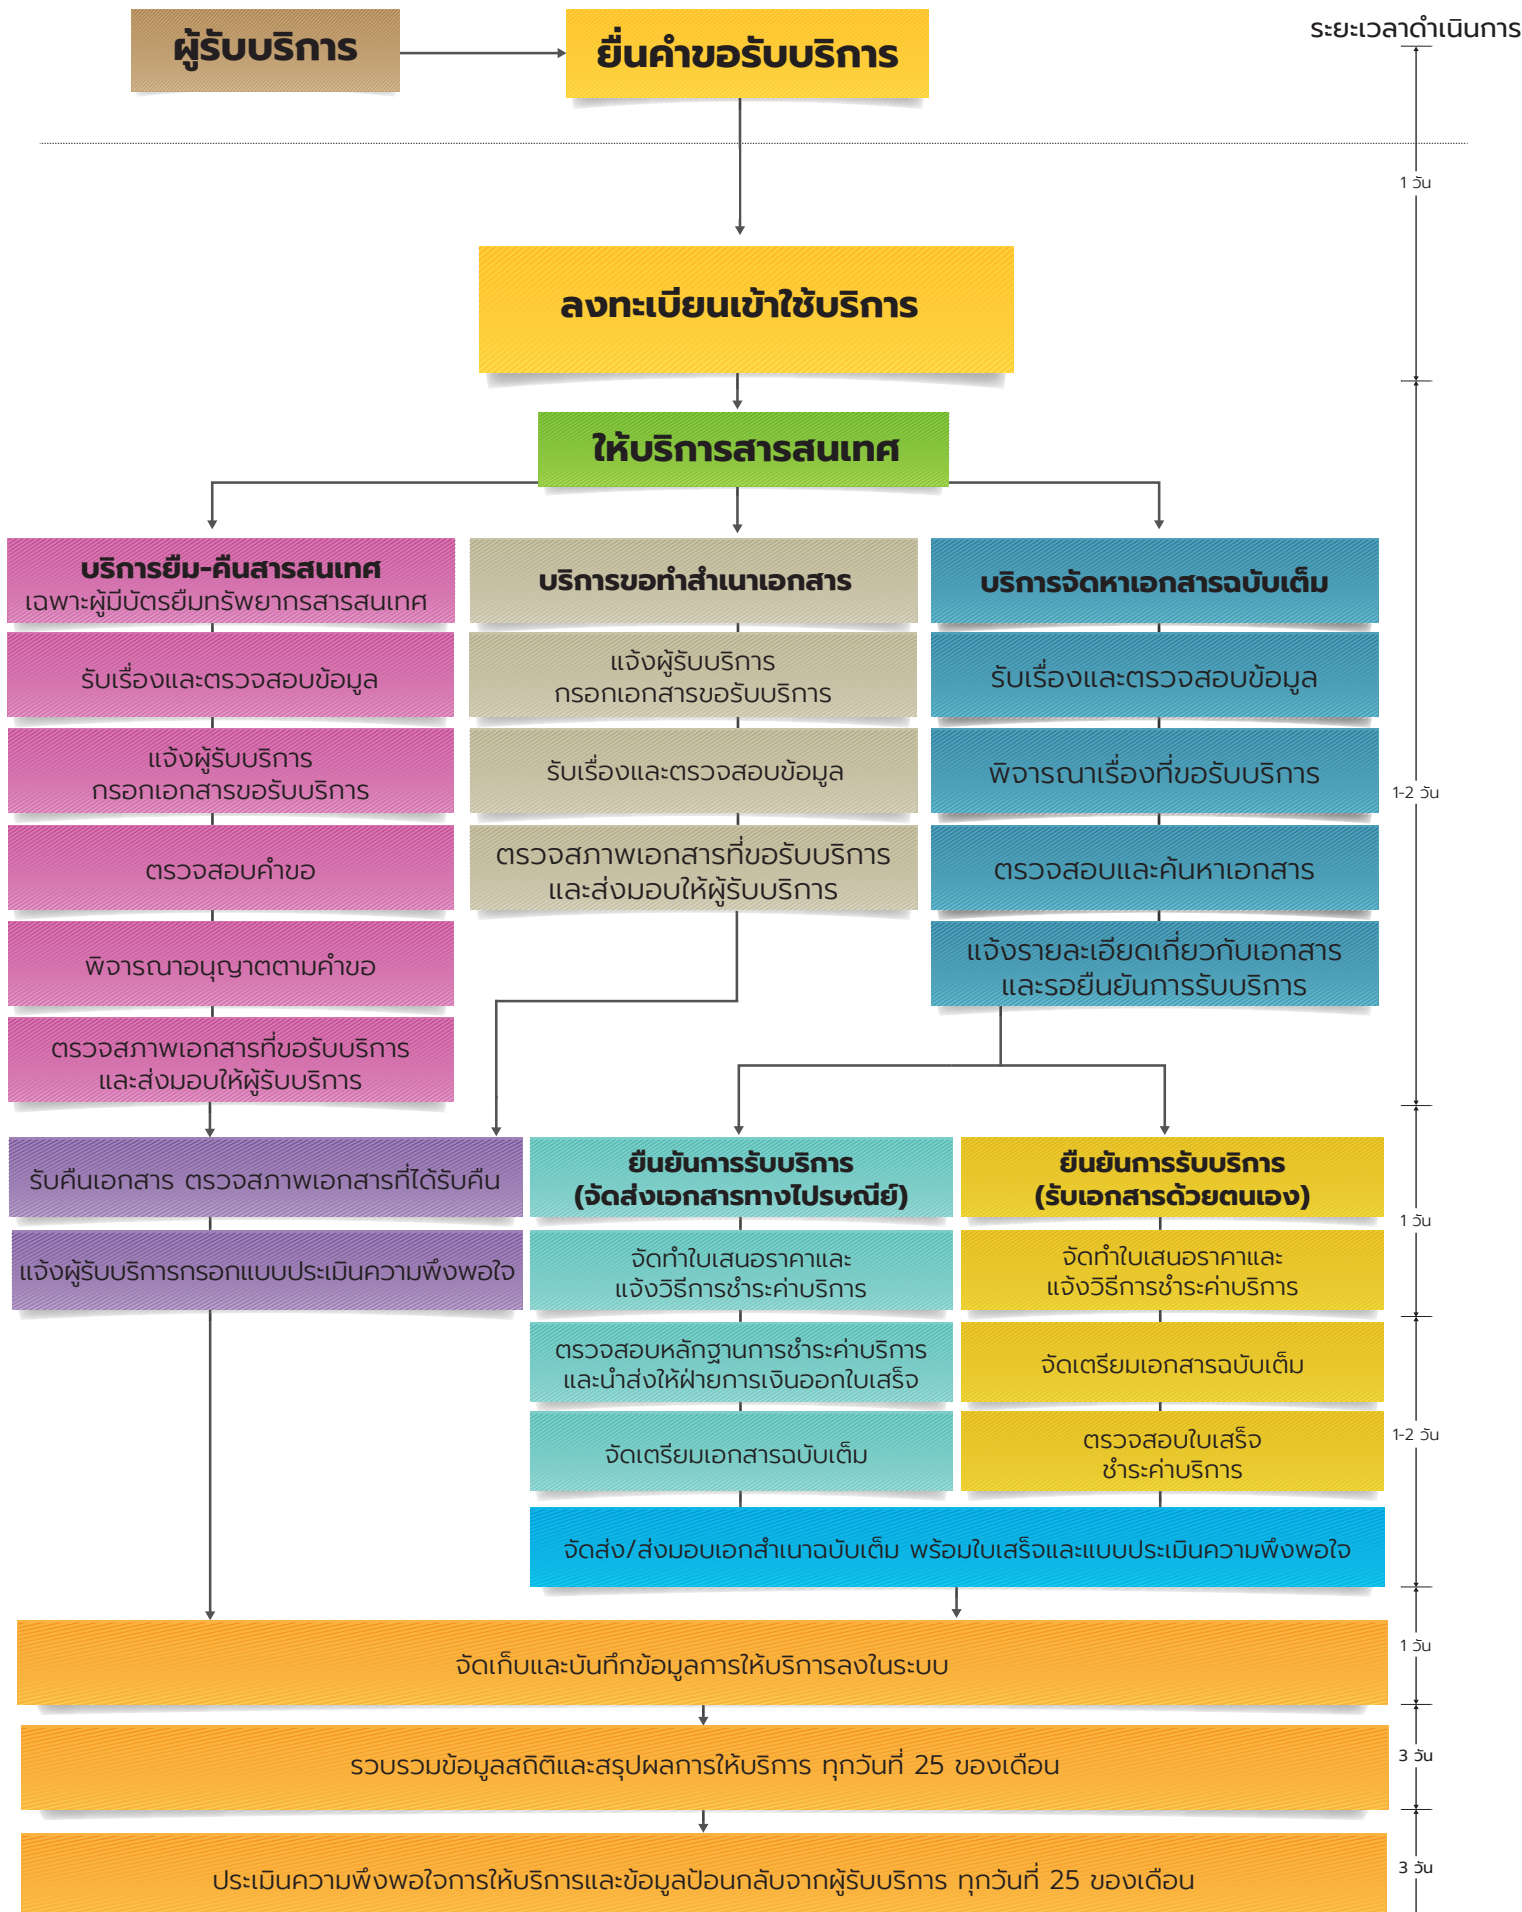 ผู้รับบริการ
ยื่นคำขอรับบริการ
ระยะเวลาดำเนินการ
1 วัน
ลงทะเบียนเข้าใช้บริการ
ให้บริการสารสนเทศ
บริการยืม-คืนสารสนเทศ
เฉพาะผู้มีบัตรยืมทรัพยากรสารสนเทศ
รับเรื่องและตรวจสอบข้อมูล
แจ้งผู้รับบริการ
กรอกเอกสารขอรับบริการ
ตรวจสอบคำขอ
พิจารณาอนุญาตตามคำขอ
ตรวจสภาพเอกสารที่ขอรับบริการ
และส่งมอบให้ผู้รับบริการ
บริการขอทำสำเนาเอกสาร
แจ้งผู้รับบริการ
กรอกเอกสารขอรับบริการ
รับเรื่องและตรวจสอบข้อมูล
ตรวจสภาพเอกสารที่ขอรับบริการ
และส่งมอบให้ผู้รับบริการ
บริการจัดหาเอกสารฉบับเต็ม
รับเรื่องและตรวจสอบข้อมูล
พิจารณาเรื่องที่ขอรับบริการ
ตรวจสอบและค้นหาเอกสาร
แจ้งรายละเอียดเกี่ยวกับเอกสาร
และรอยืนยันการรับบริการ
1-2 วัน
รับคืนเอกสาร ตรวจสภาพเอกสารที่ได้รับคืน
แจ้งผู้รับบริการกรอกแบบประเมินความพึงพอใจ
ยืนยันการรับบริการ
(จัดส่งเอกสารทางไปรษณีย์)
จัดทำใบเสนอราคาและ
แจ้งวิธีการชำระค่าบริการ
ตรวจสอบหลักฐานการชำระค่าบริการ
และนำส่งให้ฝ่ายการเงินออกใบเสร็จ
จัดเตรียมเอกสารฉบับเต็ม
ยืนยันการรับบริการ
(รับเอกสารด้วยตนเอง)
จัดทำใบเสนอราคาและ
แจ้งวิธีการชำระค่าบริการ
จัดเตรียมเอกสารฉบับเต็ม
ตรวจสอบใบเสร็จ
ชำระค่าบริการ
1 วัน
1-2 วัน
จัดส่ง/ส่งมอบเอกสำเนาฉบับเต็ม พร้อมใบเสร็จและแบบประเมินความพึงพอใจ
จัดเก็บและบันทึกข้อมูลการให้บริการลงในระบบ
1 วัน
รวบรวมข้อมูลสถิติและสรุปผลการให้บริการ ทุกวันที่ 25 ของเดือน
3 วัน
ประเมินความพึงพอใจการให้บริการและข้อมูลป้อนกลับจากผู้รับบริการ ทุกวันที่ 25 ของเดือน
3 วัน